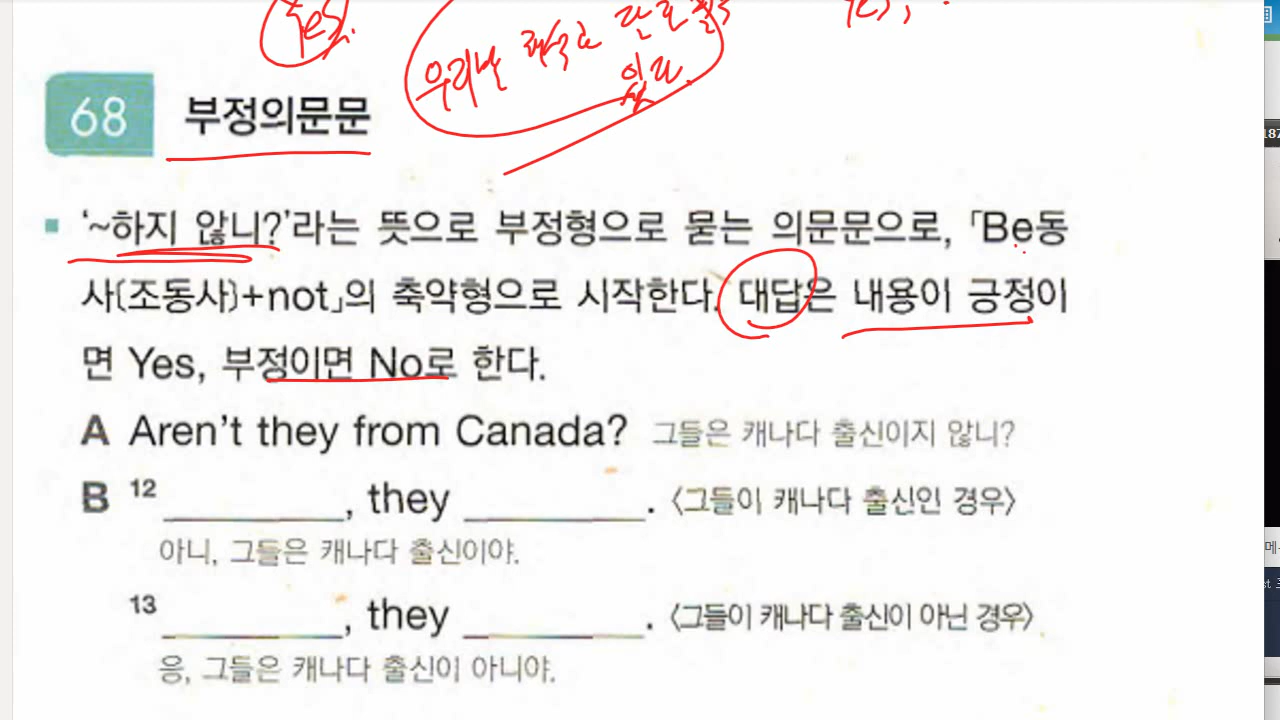 Yes.
우리말
있다.
68 부정의문문
'~하지 않니?'라는 뜻으로 부정형으로 묻는 의문문으로, 「Be동
사(조동사)+not」의 축약형으로 시작한다. 대답은 내용이 긍정이
면 Yes, 부정이면 No로 한다.
A Aren't they from Canada? 그들은 캐나다 출신이지 않니?
B 12 ________, they ________. 〈그들이 캐나다 출신인 경우〉
아니, 그들은 캐나다 출신이야.
13 ________, they ________. 〈그들이 캐나다 출신이 아닌 경우〉
응, 그들은 캐나다 출신이 아니야.
187